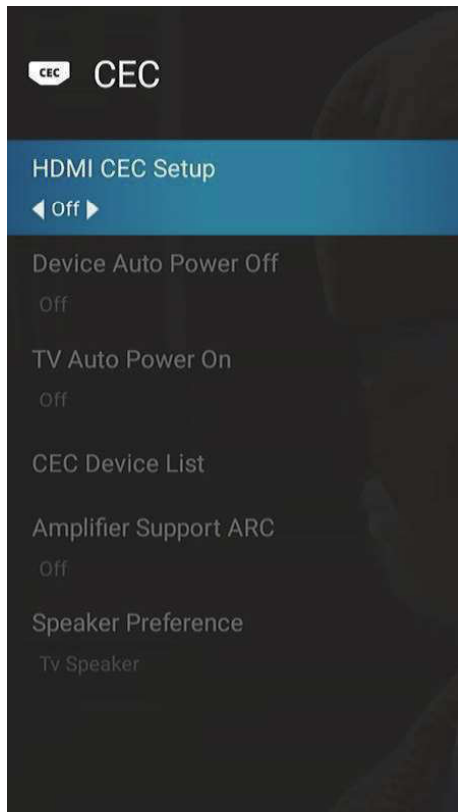 CEC CEC
HDMI CEC Setup
Off
Device Auto Power Off
Off
TV Auto Power On
Off
CEC Device List
Amplifier Support ARC
Off
Speaker Preference
Tv Speaker